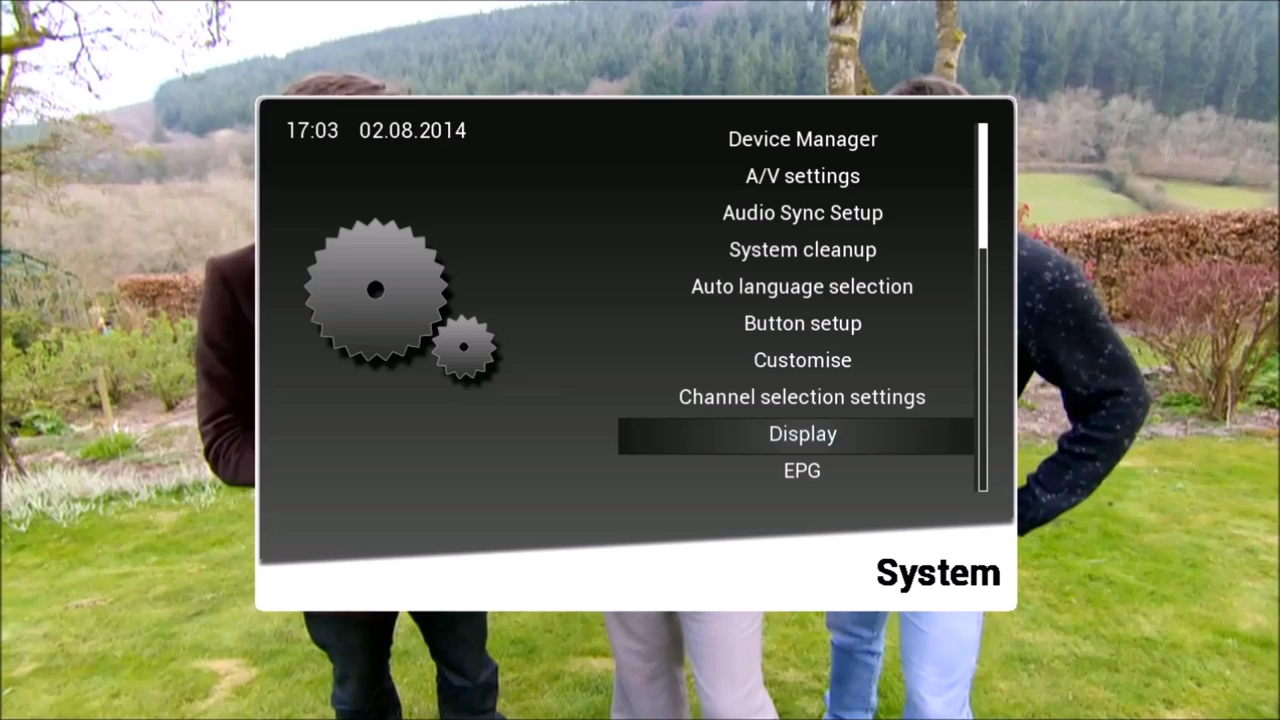 17:03 02.08.2014
Device Manager
A/V settings
Audio Sync Setup
System cleanup
Auto language selection
Button setup
Customise
Channel selection settings
Display
EPG
System